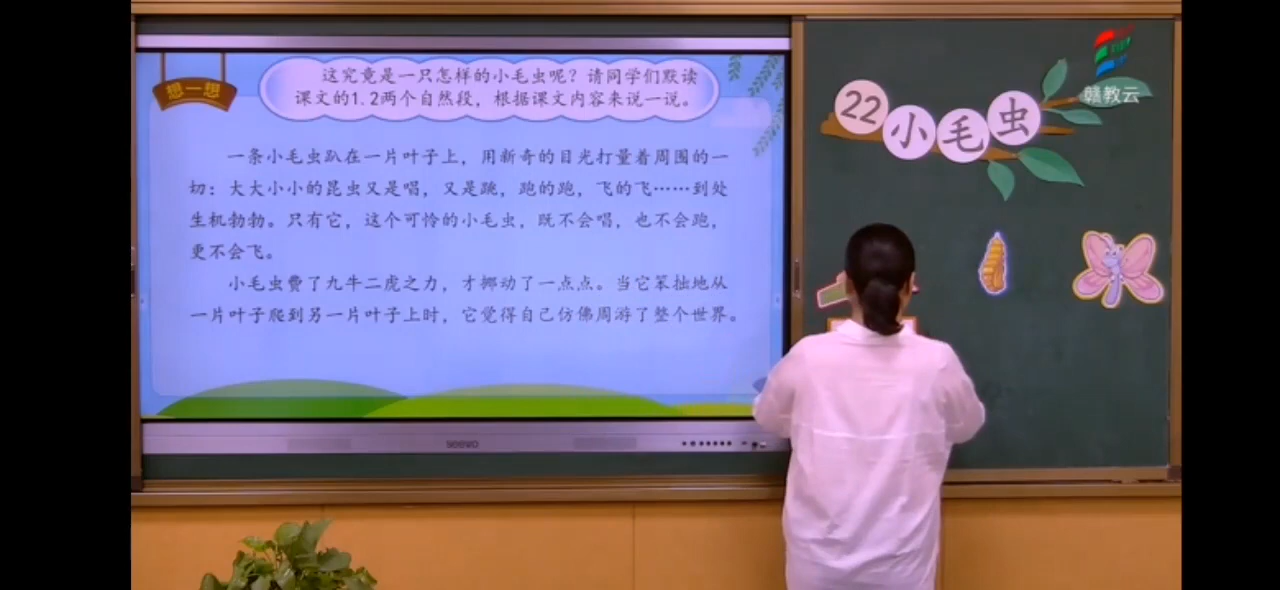 想一想
这究竟是一只怎样的小毛虫呢？请同学们默读
课文的1.2两个自然段，根据课文内容来说一说。
一条小毛虫趴在一片叶子上，用新奇的目光打量着周围的一
切：大大小小的昆虫又是唱，又是跳，跑的跑，飞的飞……到处
生机勃勃。只有它，这个可怜的小毛虫，既不会唱，也不会跑，
更不会飞。
小毛虫费了九牛二虎之力，才挪动了一点点。当它笨拙地从
一片叶子爬到另一片叶子上时，它觉得自己仿佛周游了整个世界。
seewo
22小毛虫
赣教云